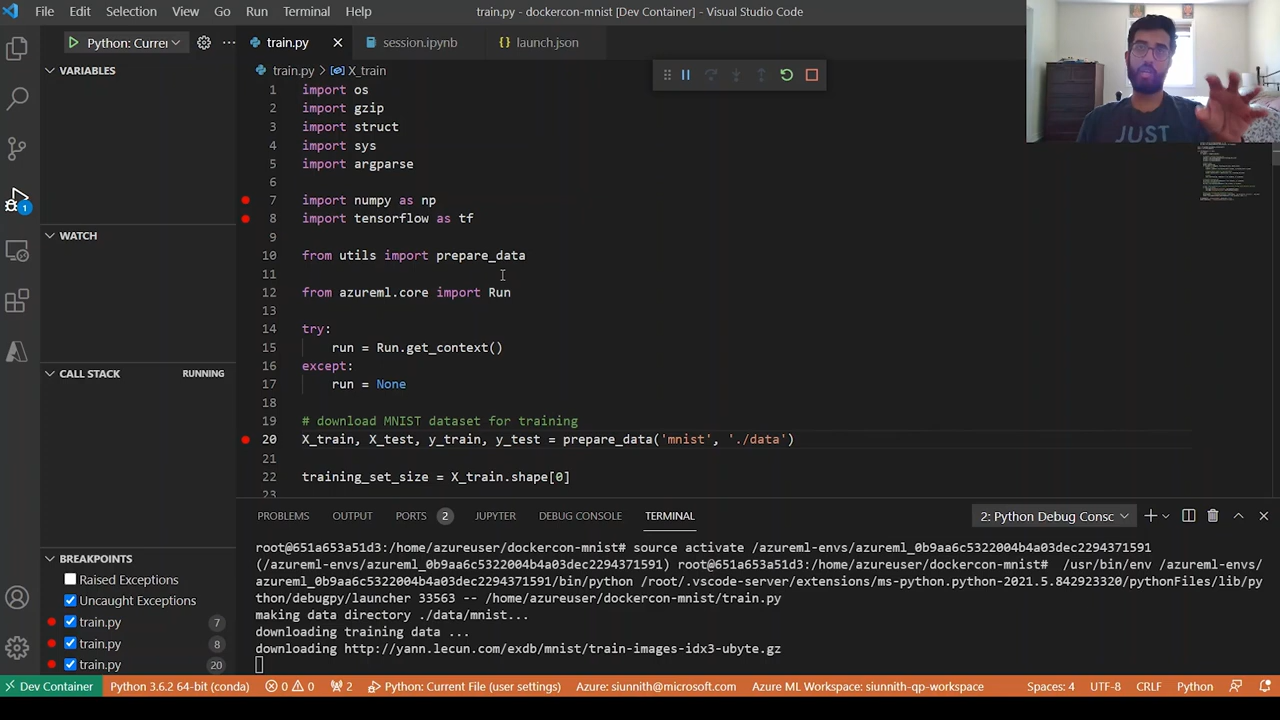 File Edit Selection View Go Run Terminal Help
train.py - dockercon-mnist [Dev Container] - Visual Studio Code
Python: Currei
train.py
session.ipynb
launch.json
JUST
VARIABLES
WATCH
CALL STACK RUNNING
BREAKPOINTS
Raised Exceptions
Uncaught Exceptions
train.py 7
train.py 8
train.py 20
1
train.py > X_train
1 import os
2 import gzip
3 import struct
4 import sys
5 import argparse
6
7 import numpy as np
8 import tensorflow as tf
9
10 from utils import prepare_data
11
12 from azureml.core import Run
13
14 try:
15 run = Run.get_context()
16 except:
17 run = None
18
19 # download MNIST dataset for training
20 X_train, X_test, y_train, y_test = prepare_data('mnist', './data')
21
22 training_set_size = X_train.shape[0]
23
PROBLEMS OUTPUT PORTS 2 JUPYTER DEBUG CONSOLE TERMINAL
2: Python Debug Consc
root@651a653a51d3:/home/azureuser/dockercon-mnist# source activate /azureml-envs/azureml_0b9aa6c5322004b4a03dec2294371591
(/azureml-envs/azureml_0b9aa6c5322004b4a03dec2294371591) root@651a653a51d3:/home/azureuser/dockercon-mnist# /usr/bin/env /azureml-envs/
azureml_0b9aa6c5322004b4a03dec2294371591/bin/python /root/.vscode-server/extensions/ms-python.python-2021.5.842923320/pythonFiles/lib/py
thon/debugpy/launcher 33563 -- /home/azureuser/dockercon-mnist/train.py
making data directory ./data/mnist...
downloading training data ...
downloading http://yann.lecun.com/exdb/mnist/train-images-idx3-ubyte.gz
Dev Container Python 3.6.2 64-bit (conda) 0 0 2 Python: Current File (user settings) Azure: siunnith@microsoft.com Azure ML Workspace: siunnith-qp-workspace Spaces: 4 UTF-8 CRLF Python